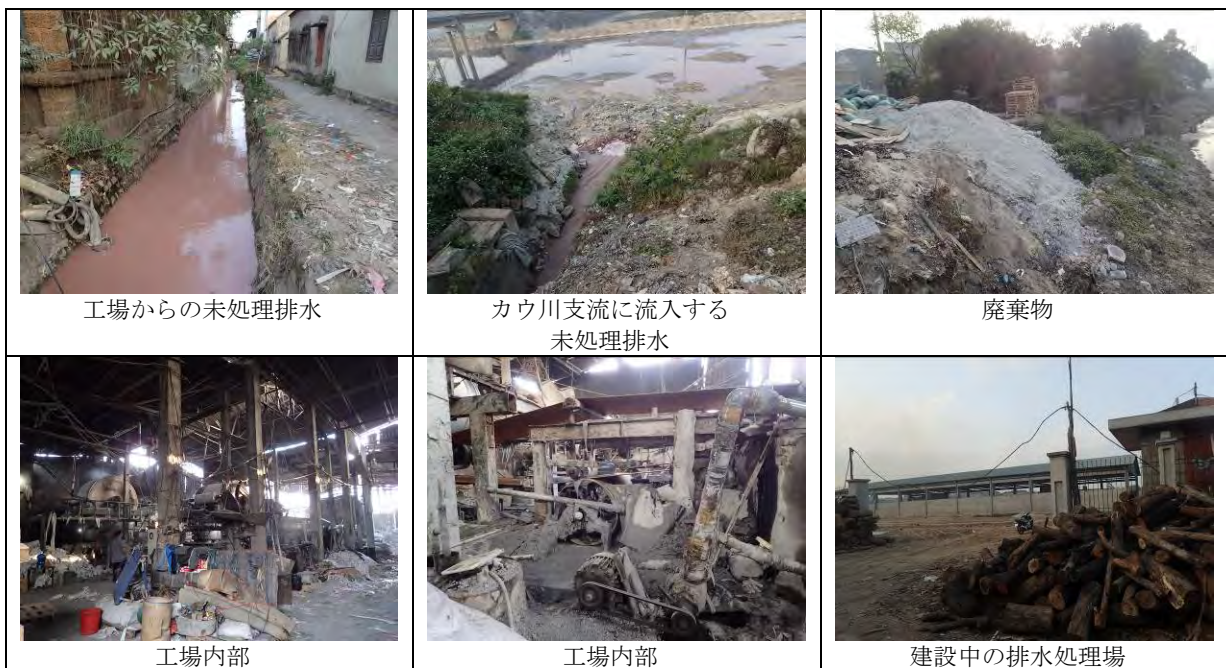 工場からの未処理排水
カウ川支流に流入する
未処理排水
廃棄物
工場内部
工場内部
建設中の排水処理場